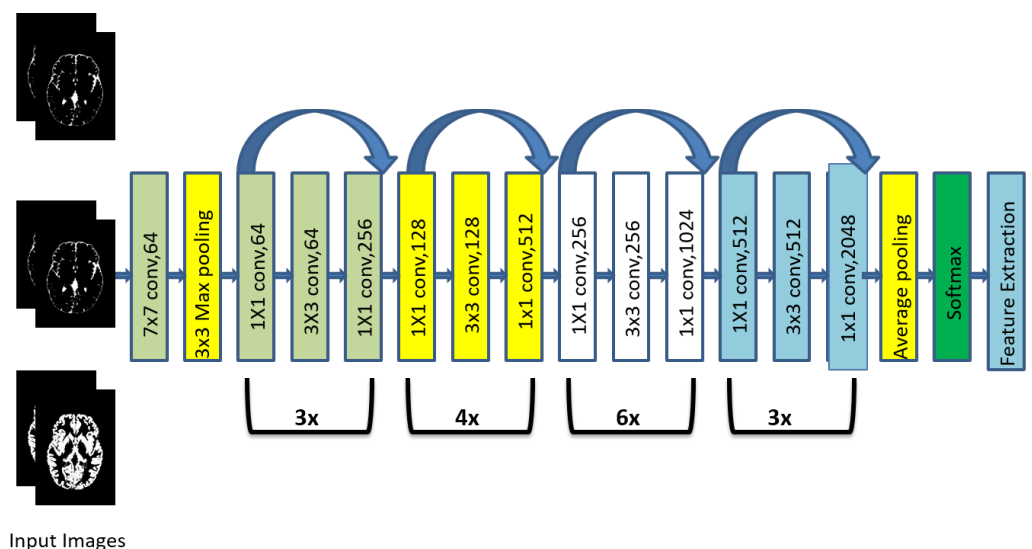 7x7 conv,64
3x3 Max pooling
1X1 conv,64
3X3 conv,64
1X1 conv,256
1X1 conv,128
3x3 conv,128
1x1 conv,512
1X1 conv,256
3x3 conv,256
1x1 conv,1024
1X1 conv,512
3x3 conv,512
1x1 conv,2048
Average pooling
Softmax
Feature Extraction
3x
4x
6x
3x
Input Images